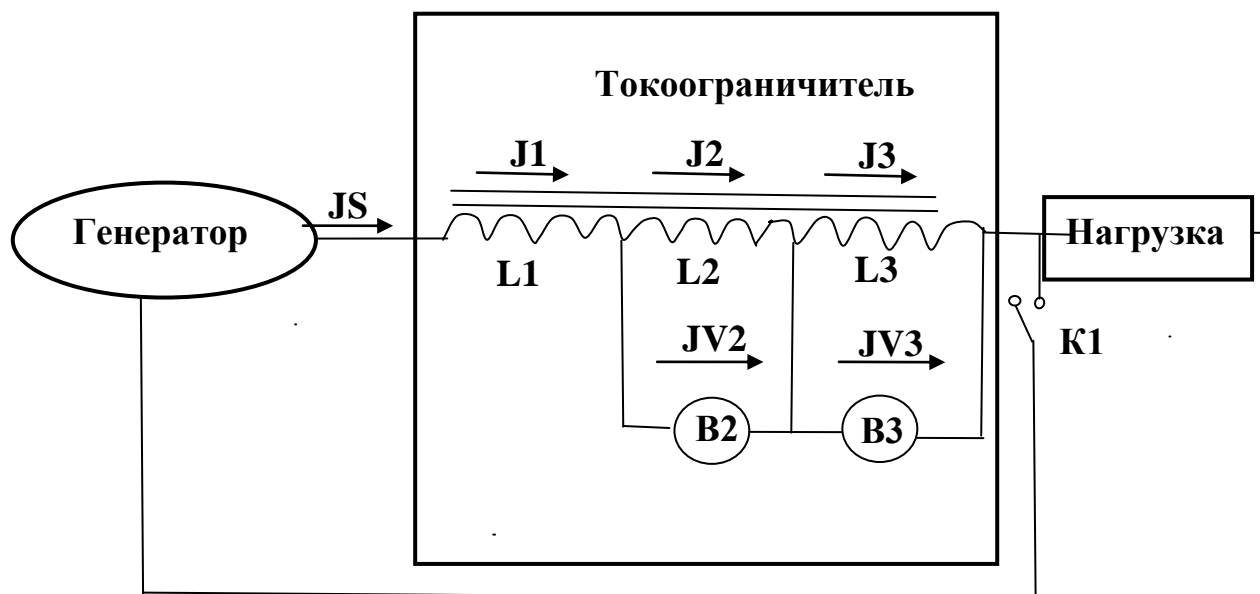 Токоограничитель
J1 J2 J3
JS
Генератор
Нагрузка
L1 L2 L3
JV2 JV3
К1
В2 В3